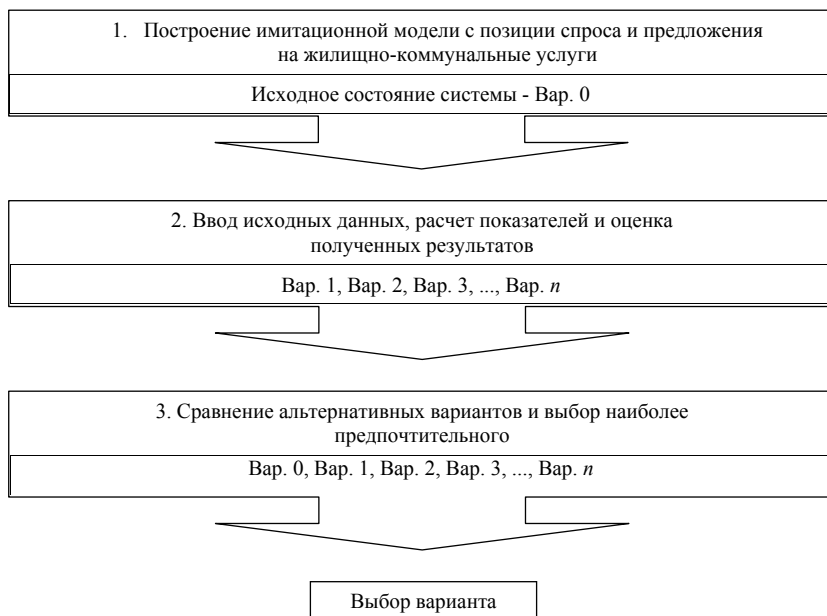 1. Построение имитационной модели с позиции спроса и предложения
на жилищно-коммунальные услуги
Исходное состояние системы - Вар. 0
2. Ввод исходных данных, расчет показателей и оценка
полученных результатов
Вар. 1, Вар. 2, Вар. 3, ..., Вар. n
3. Сравнение альтернативных вариантов и выбор наиболее
предпочтительного
Вар. 0, Вар. 1, Вар. 2, Вар. 3, ..., Вар. n
Выбор варианта